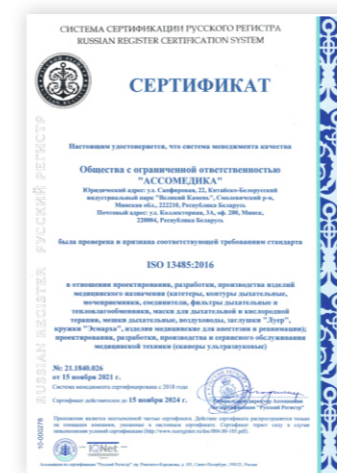 СИСТЕМА СЕРТИФИКАЦИИ РУССКОГО РЕГИСТРА
RUSSIAN REGISTER CERTIFICATION SYSTEM
СЕРТИФИКАТ
Настоящим удостоверяется, что система менеджмента качества
Общества с ограниченной ответственностью
"АССОМЕДИКА"
Юридический адрес: ул. Сапфировая, 22, Китайско-Белорусский
индустриальный парк "Великий Камень", Смолевичский р-н,
Минская обл., 222210, Республика Беларусь
Почтовый адрес: ул. Коллекторная, 3А, оф. 200, Минск,
220004, Республика Беларусь
была проверена и признана соответствующей требованиям стандарта
ISO 13485:2016
в отношении проектирования, разработки, производства изделий
медицинского назначения (катетеры, контуры дыхательные,
мочеприемники, соединители, фильтры дыхательные и
тепловлагообменники, маски для дыхательной и кислородной
терапии, мешки дыхательные, воздуховоды, заглушки "Луер",
кружки "Эсмарха", изделия медицинские для анестезии и реанимации);
проектирования, разработки, производства и сервисного обслуживания
медицинской техники (сканеры ультразвуковые)
№: 21.1840.026
от 15 ноября 2021 г.
Система менеджмента сертифицирована с 2018 года
Сертификат действителен до 15 ноября 2024 г.
RUSSIAN REGISTER РУССКИЙ РЕГИСТР
10-000278
IQNet